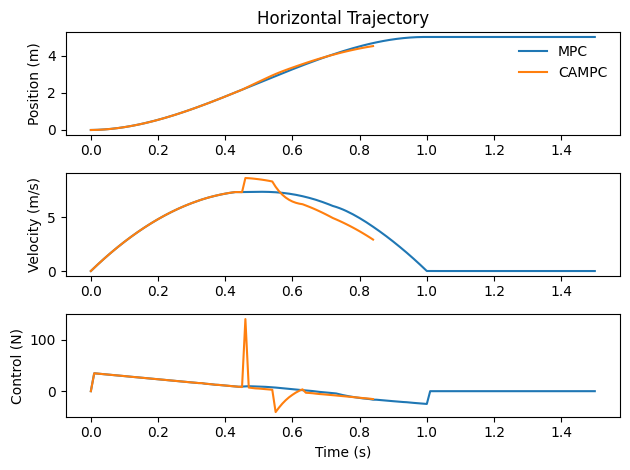 Horizontal Trajectory
Position (m)
4
2
0
MPC
CAMPC
0.0 0.2 0.4 0.6 0.8 1.0 1.2 1.4
Velocity (m/s)
5
0
0.0 0.2 0.4 0.6 0.8 1.0 1.2 1.4
Control (N)
100
0
0.0 0.2 0.4 0.6 0.8 1.0 1.2 1.4
Time (s)